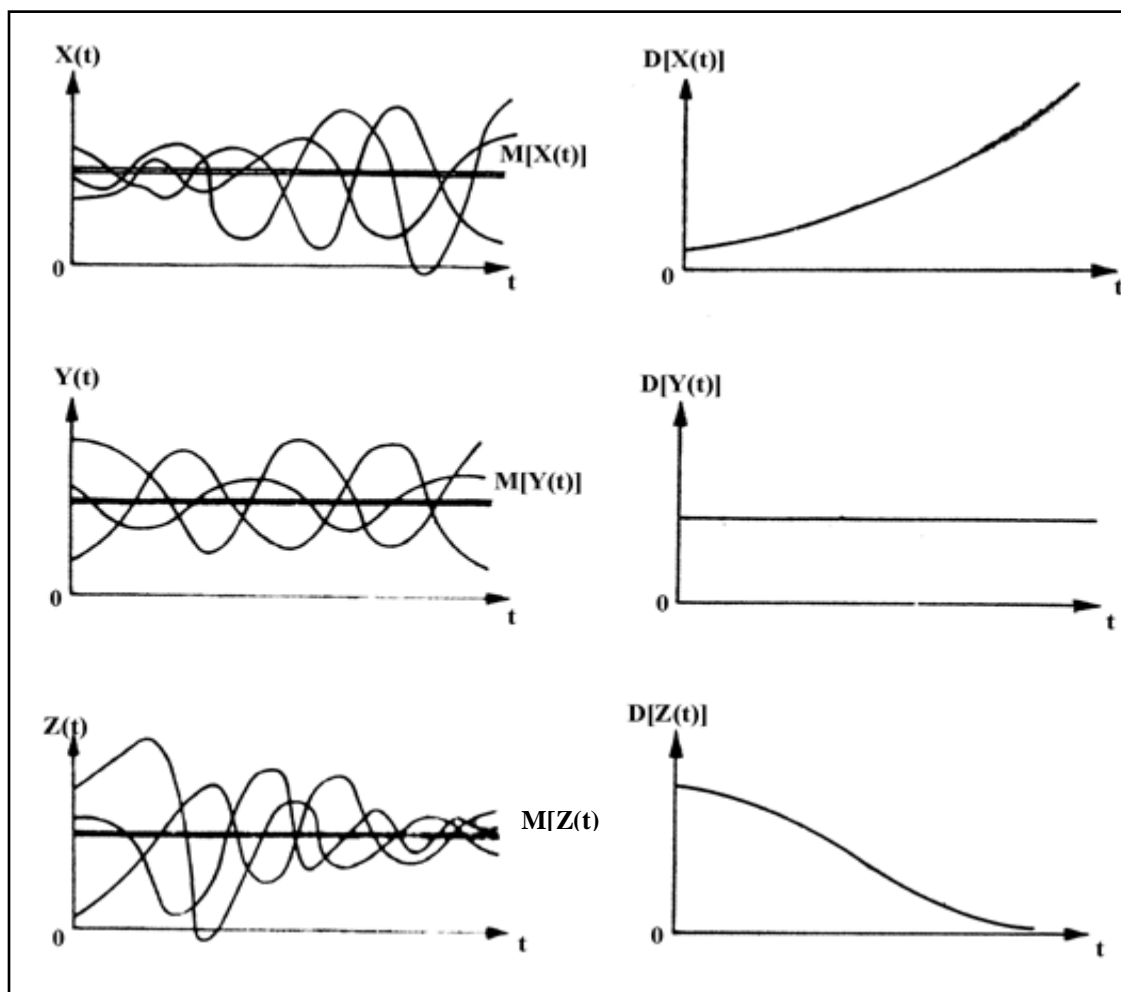 X(t)
M[X(t)]
0
t
D[X(t)]
0
t
Y(t)
M[Y(t)]
0
t
D[Y(t)]
0
t
Z(t)
M[Z(t)
0
t
D[Z(t)]
0
t